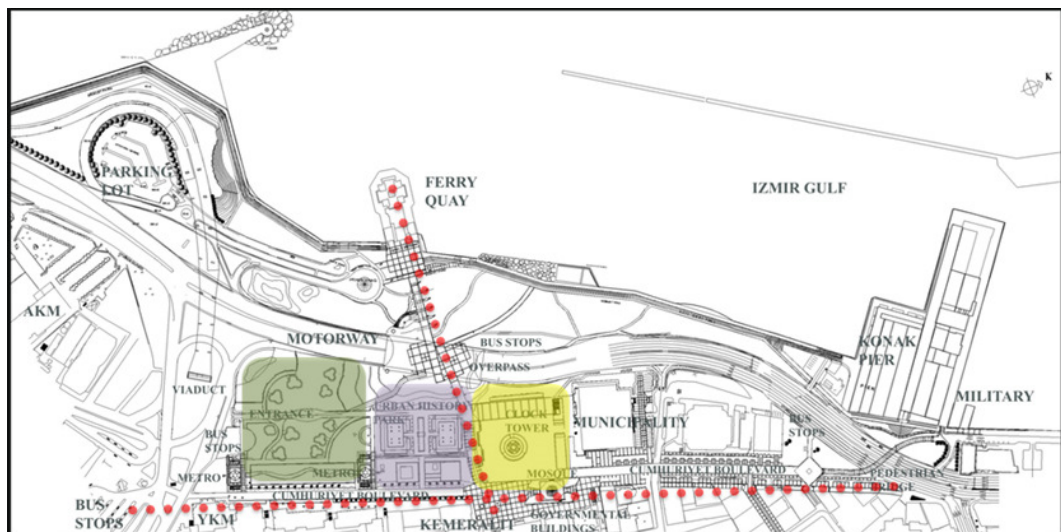 K
PARKING
LOT
FERRY
QUAY
IZMIR GULF
AKM
MOTORWAY
BUS STOPS
OVERPASS
KONAK
PIER
VIADUCT
MILITARY
ENTRANCE
URBAN HISTORY
PARK
CLOCK
TOWER
MUNICIPALITY
BUS
STOPS
BUS
STOPS
METRO
METRO
MOSQUE
CUMHURIYET BOULEVARD
PEDESTRIAN
BRIDGE
CUMHURIYET BOULEVARD
BUS
STOPS
YKM
KEMERALTI
GOVERNMENTAL
BUILDINGS